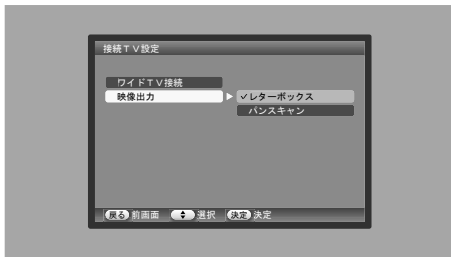 接続TV設定
ワイドTV接続
映像出力 ✓レターボックス
パンスキャン
戻る 前画面 選択 決定 決定